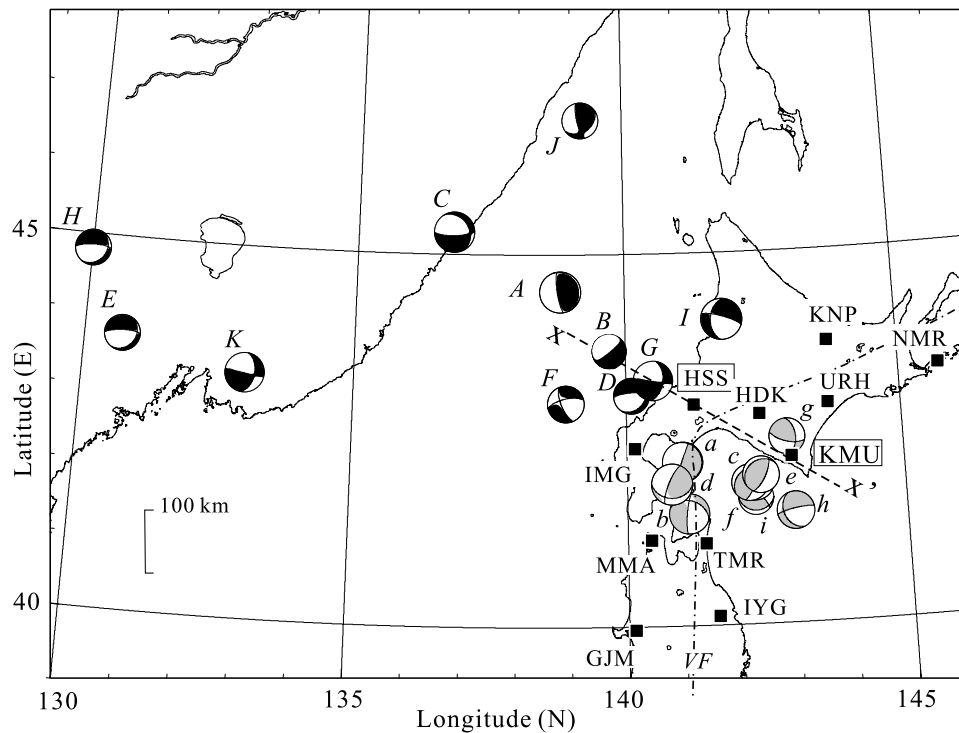 J
C
H
45
A
I
E
KNP
X
B
NMR
K
G
HSS
F
D
URH
HDK
g
a
KMU
IMG
c
e
d
X’
100 km
b
f
i
h
MMA
TMR
40
IYG
GJM
VF
130
135
140
145
Longitude (N)
Latitude (E)